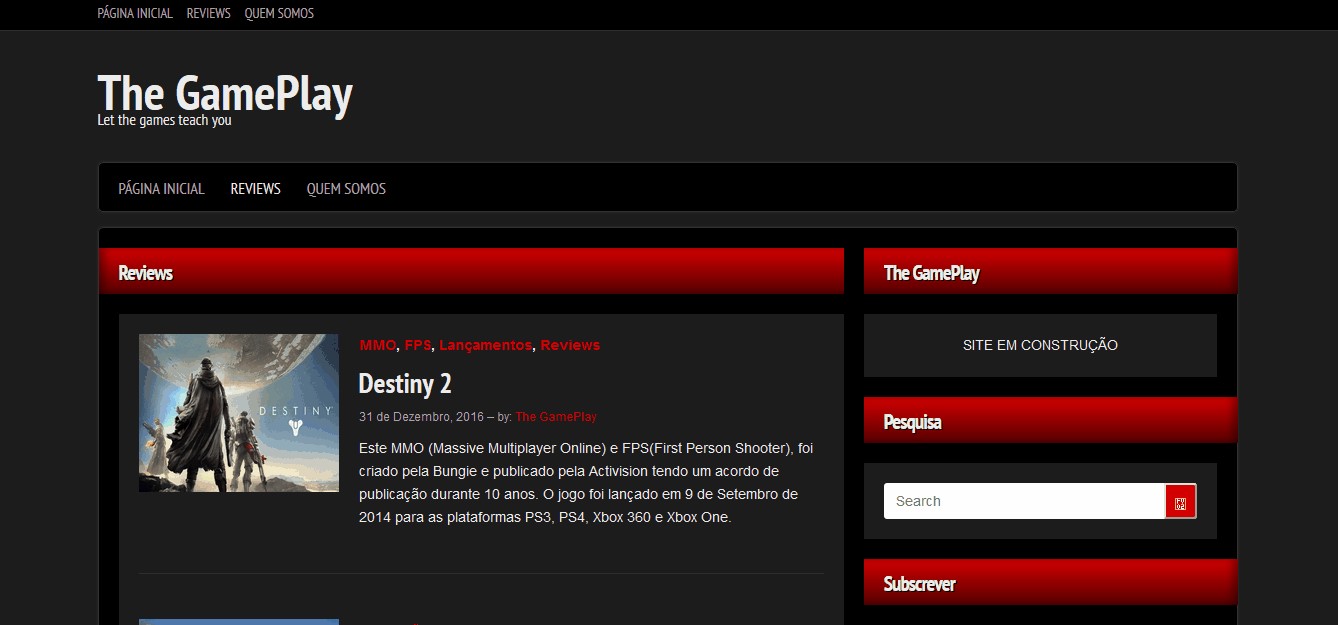 PÁGINA INICIAL REVIEWS QUEM SOMOS
The GamePlay
Let the games teach you
PÁGINA INICIAL REVIEWS QUEM SOMOS
Reviews
DESTINY
MMO, FPS, Lançamentos, Reviews
Destiny 2
31 de Dezembro, 2016 – by: The GamePlay
Este MMO (Massive Multiplayer Online) e FPS(First Person Shooter), foi
criado pela Bungie e publicado pela Activision tendo um acordo de
publicação durante 10 anos. O jogo foi lançado em 9 de Setembro de
2014 para as plataformas PS3, PS4, Xbox 360 e Xbox One.
The GamePlay
SITE EM CONSTRUÇÃO
Pesquisa
Search
Subscrever